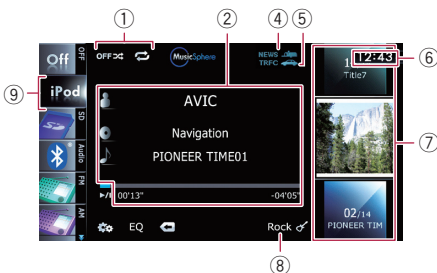 ① ② ④ ⑤
Off OFF
OFF MusicSphere NEWS
TRFC
12:43 ⑥
Title7
⑨ iPod
SD
AVIC
Navigation
PIONEER TIME01
⑦
Audio
FM
AM
00'13" -04'05"
02/14
PIONEER TIM
EQ Rock
⑧